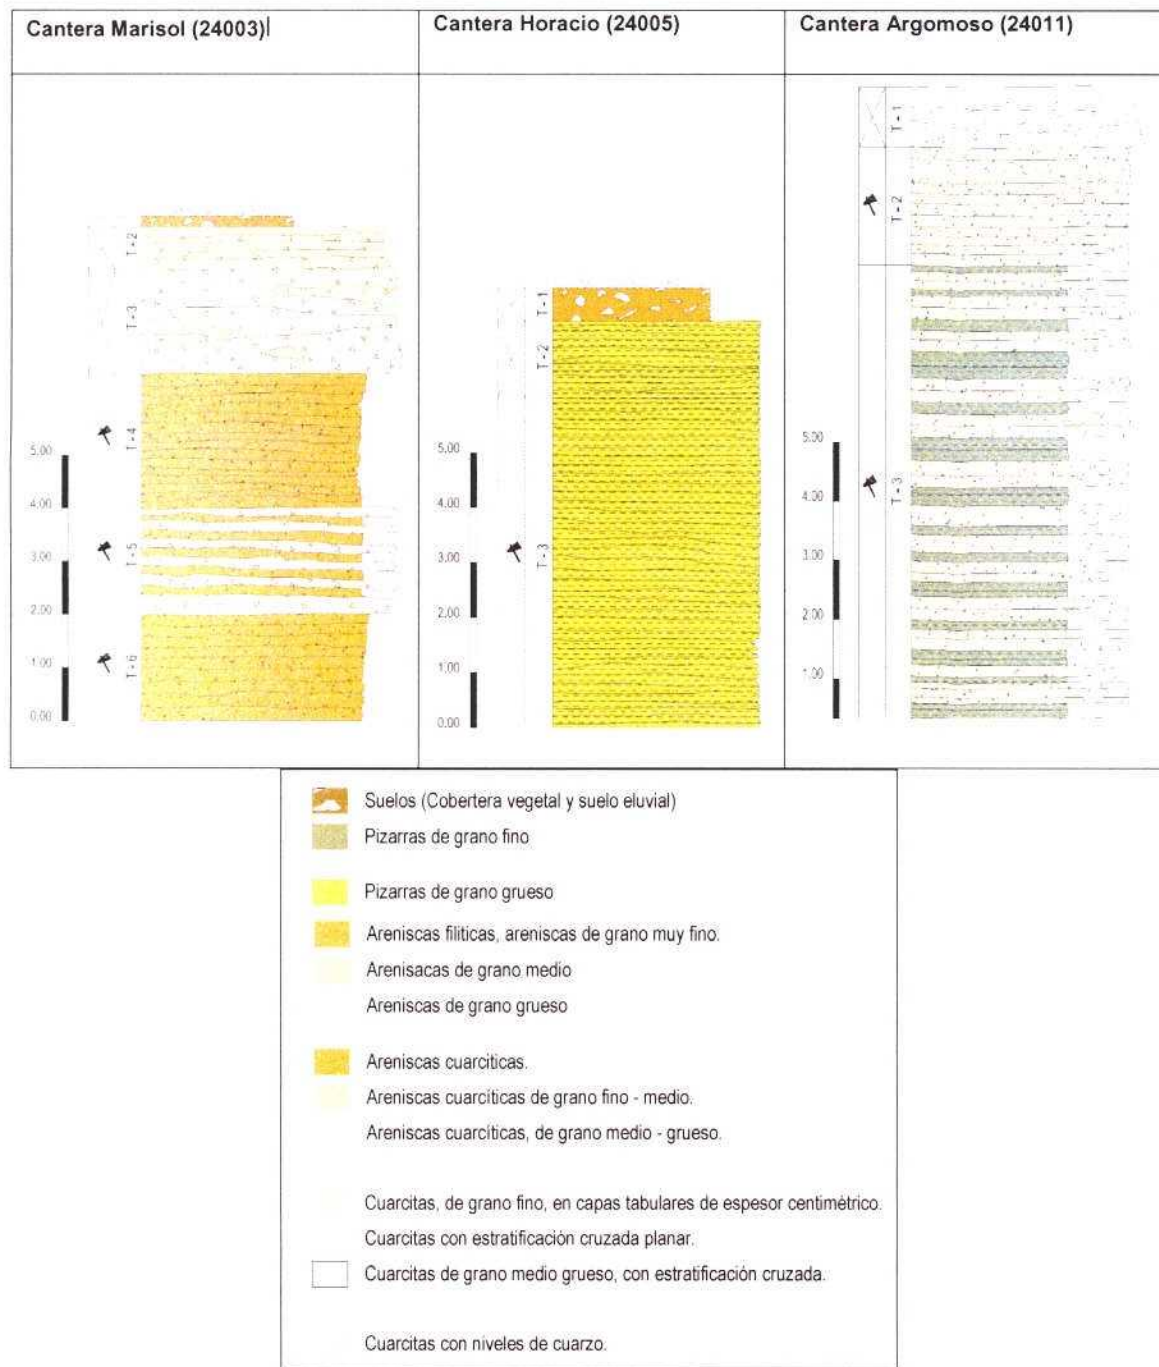 Cantera Marisol (24003)
Cantera Horacio (24005)
Cantera Argomoso (24011)
T - 2
T - 3
T - 4
T - 5
T - 6
5.00
4.00
3.00
2.00
1.00
0.00
T - 1
T - 2
T - 3
5.00
4.00
3.00
2.00
1.00
0.00
T - 1
T - 2
T - 3
5.00
4.00
1.00
2.00
1.00
Suelos (Cobertera vegetal y suelo eluvial)
Pizarras de grano fino
Pizarras de grano grueso
Areniscas filiticas, areniscas de grano muy fino.
Arenisacas de grano medio
Areniscas de grano grueso
Areniscas cuarciticas.
Areniscas cuarcíticas de grano fino - medio.
Areniscas cuarcíticas, de grano medio - grueso.
Cuarcitas, de grano fino, en capas tabulares de espesor centimétrico.
Cuarcitas con estratificación cruzada planar.
Cuarcitas de grano medio grueso, con estratificación cruzada.
Cuarcitas con niveles de cuarzo.